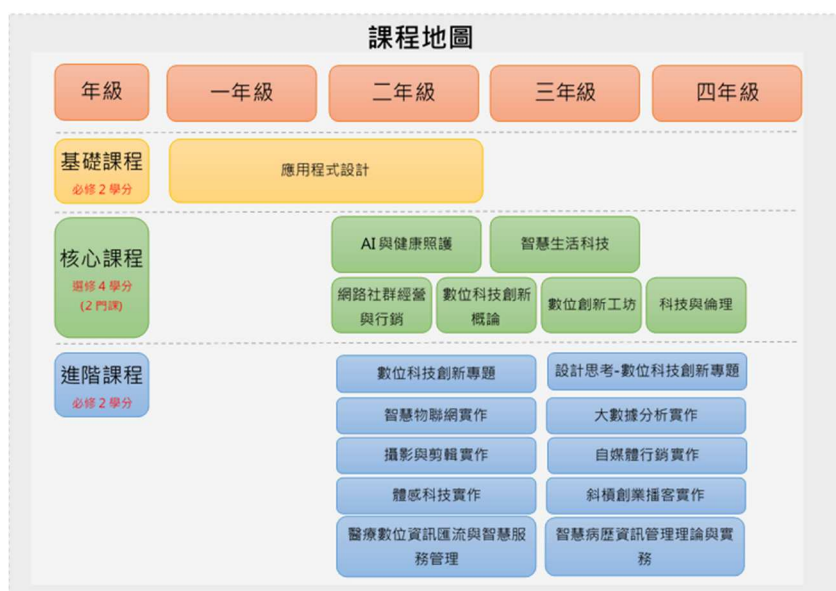 課程地圖
年級
一年級
二年級
三年級
四年級
基礎課程
必修 2 學分
應用程式設計
核心課程
選修 4 學分
(2 門課)
AI 與健康照護
智慧生活科技
網路社群經營
與行銷
數位科技創新
概論
數位創新工坊
科技與倫理
進階課程
必修 2 學分
數位科技創新專題
設計思考-數位科技創新專題
智慧物聯網實作
大數據分析實作
攝影與剪輯實作
自媒體行銷實作
體感科技實作
斜槓創業播客實作
醫療數位資訊匯流與智慧服
務管理
智慧病歷資訊管理理論與實
務